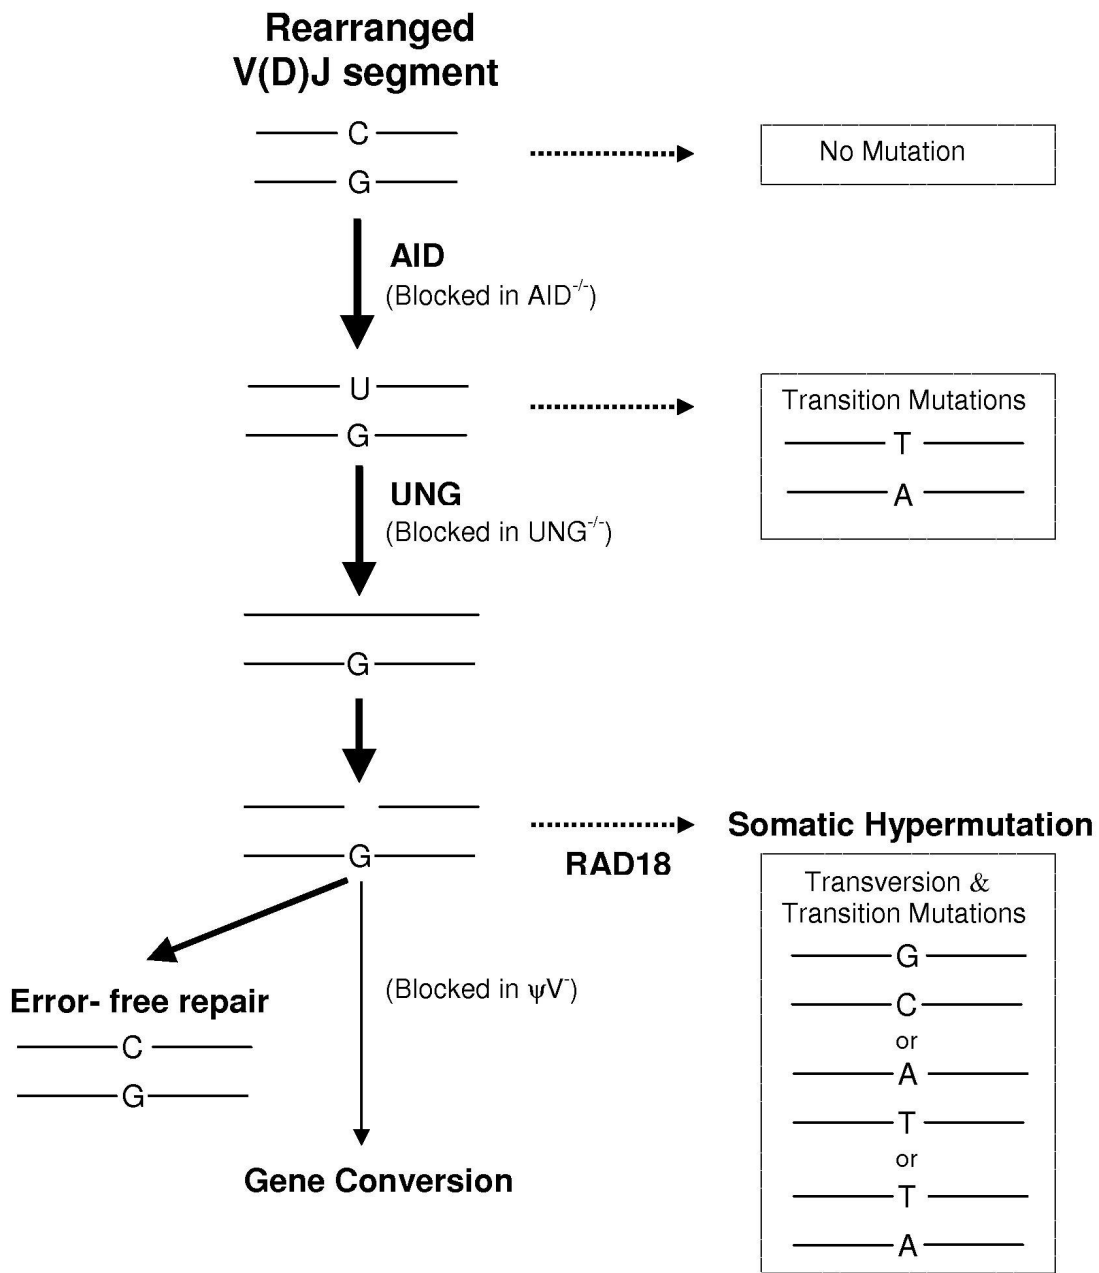 Rearranged
V(D)J segment
C
G
No Mutation
AID
(Blocked in AID-/-)
U
G
Transition Mutations
T
A
UNG
(Blocked in UNG-/-)
G
G
RAD18
Somatic Hypermutation
Transversion &
Transition Mutations
G
C
or
A
T
or
T
A
Error- free repair
C
G
(Blocked in ψV-)
Gene Conversion